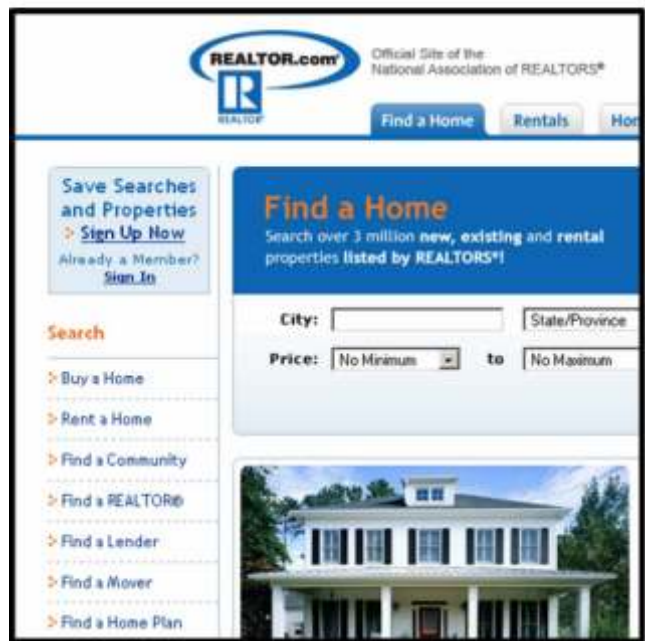 REALTOR.com®
Official Site of the
National Association of REALTORS®
REALTOR®
Find a Home
Rentals
Hom
Save Searches
and Properties
Sign Up Now
Already a Member?
Sign In
Find a Home
Search over 3 million new, existing and rental
properties listed by REALTORS®!
City:
State/Province
Price:
No Minimum
to
No Maximum
Search
Buy a Home
Rent a Home
Find a Community
Find a REALTOR®
Find a Lender
Find a Mover
Find a Home Plan